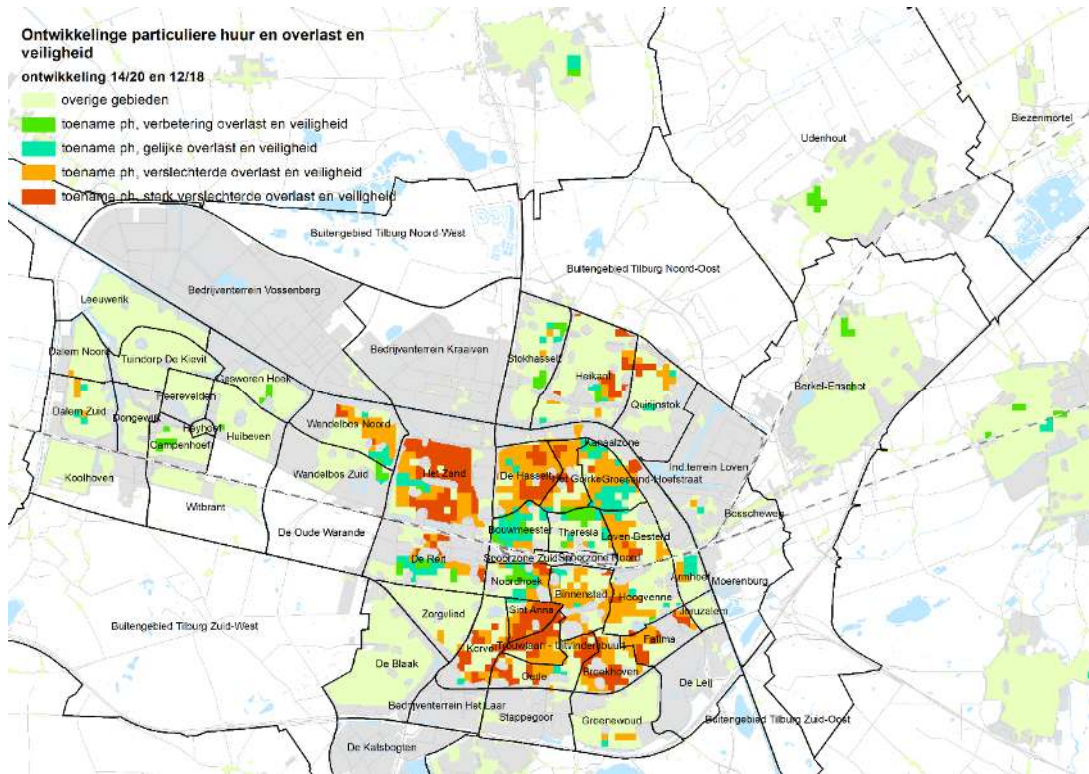 Ontwikkelinge particuliere huur en overlast en
veiligheid
ontwikkeling 14/20 en 12/18
overige gebieden
toename ph, verbetering overlast en veiligheid
toename ph, gelijke overlast en veiligheid
toename ph, verslechterde overlast en veiligheid
toename ph, sterk verslechterde overlast en veiligheid
Biezenmortel
Udenhout
Buitengebied Tilburg Noord-West
Buitengebied Tilburg Noord-Oost
Bedrijventerrein Vossenberg
Leeuwerik
Bedrijventerrein Kraaiven
Dalem Noord
Tuindorp De Kievit
Stokhasselt
Heikant
Gesworen Hoek
Berkel-Enschot
Heerevelden
Quirijnstok
Dalem Zuid
Dongewijk
Heyhoef
Huibeven
Wandelbos Noord
Campenhoef
Kanaalzone
Koolhoven
Wandelbos Zuid
Het Zand
De Hasselt
Ind.terrein Loven
Het Goirke
Groeseind-Hoefstraat
Witbrant
Bosscheweg
De Oude Warande
Bouwmeester
Theresia
Loven-Besterd
De Reit
Spoorzone Zuid
Spoorzone Noord
Noordhoek
Armhoef
Moerenburg
Binnenstad
Hoogvenne
Zorgvlied
Sint Anna
Jeruzalem
Buitengebied Tilburg Zuid-West
Korvel
Trouwlaan - Uitvindersbuurt
Fatima
De Blaak
Oerle
Broekhoven
De Leij
Bedrijventerrein Het Laar
Stappegoor
Groenewoud
Buitengebied Tilburg Zuid-Oost
De Katsbogten